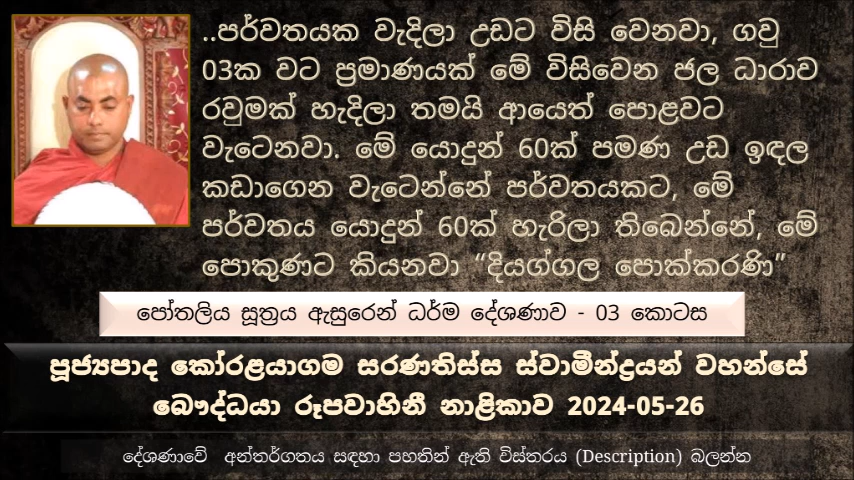 ..පර්වතයක වැදිලා උඩට විසි වෙනවා, ගවු
03ක වට ප්‍රමාණයක් මේ විසිවෙන ජල ධාරාව
රවුමක් හැදිලා තමයි ආයෙත් පොළවට
වැටෙනවා. මේ යොදුන් 60ක් පමණ උඩ ඉඳල
කඩාගෙන වැටෙන්නේ පර්වතයකට, මේ
පර්වතය යොදුන් 60ක් හැරිලා තිබෙන්නේ, මේ
පොකුණට කියනවා “දියග්ගල පොක්කරණි”
පෝතලිය සූත්‍රය ඇසුරෙන් ධර්ම දේශණාව - 03 කොටස
පූජ්‍යපාද කෝරළයාගම සරණතිස්ස ස්වාමීන්ද්‍රයන් වහන්සේ
බෞද්ධයා රූපවාහිනී නාළිකාව 2024-05-26
දේශණාවේ අන්තර්ගතය සඳහා පහතින් ඇති විස්තරය (Description) බලන්න